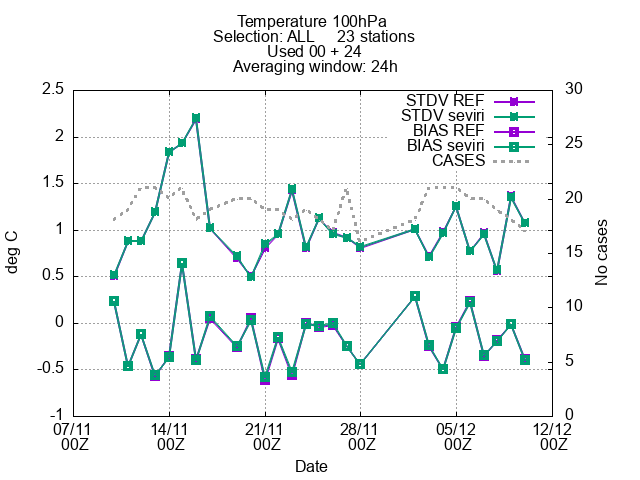 Temperature 100hPa
Selection: ALL 23 stations
Used 00 + 24
Averaging window: 24h
STDV REF
STDV seviri
BIAS REF
BIAS seviri
CASES
deg C
2.5
2
1.5
1
0.5
0
-0.5
-1
No cases
30
25
20
15
10
5
0
07/11 14/11 21/11 28/11 05/12 12/12
00Z 00Z 00Z 00Z 00Z 00Z
Date